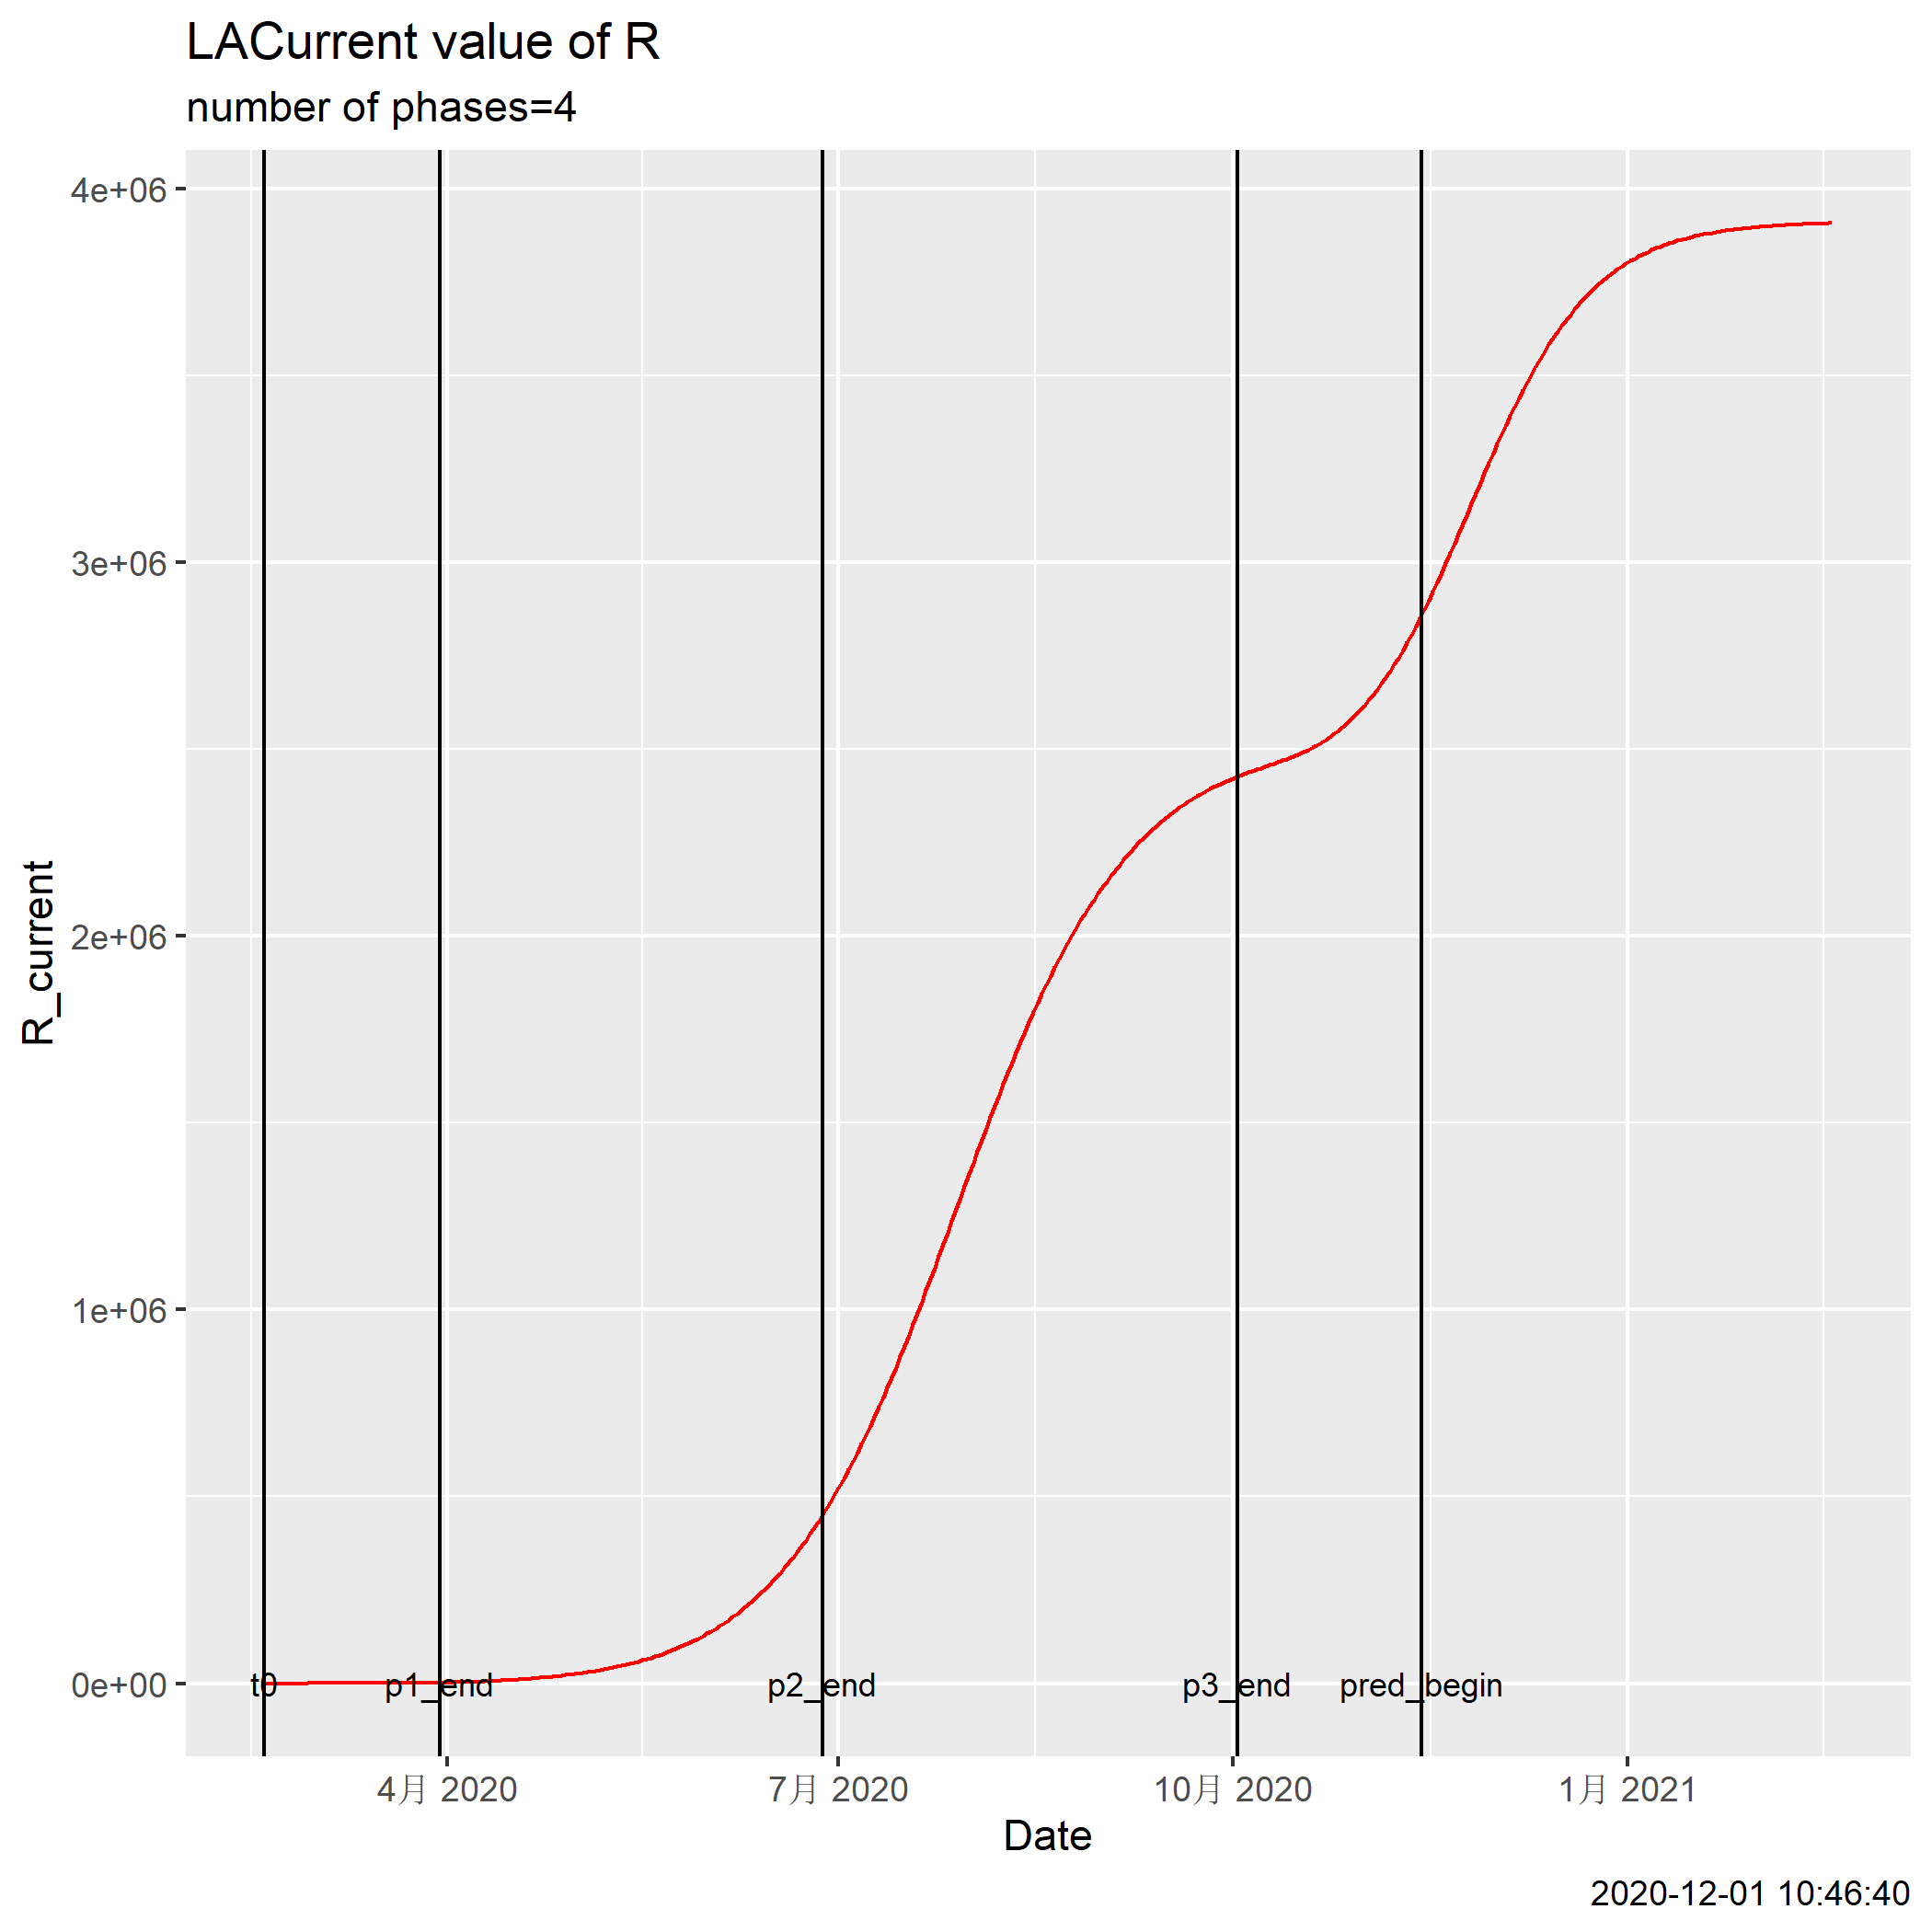 LACurrent value of R
number of phases=4
4e+06
3e+06
2e+06
1e+06
0e+00
R_current
t0
p1_end
p2_end
p3_end
pred_begin
4月 2020
7月 2020
10月 2020
1月 2021
Date
2020-12-01 10:46:40